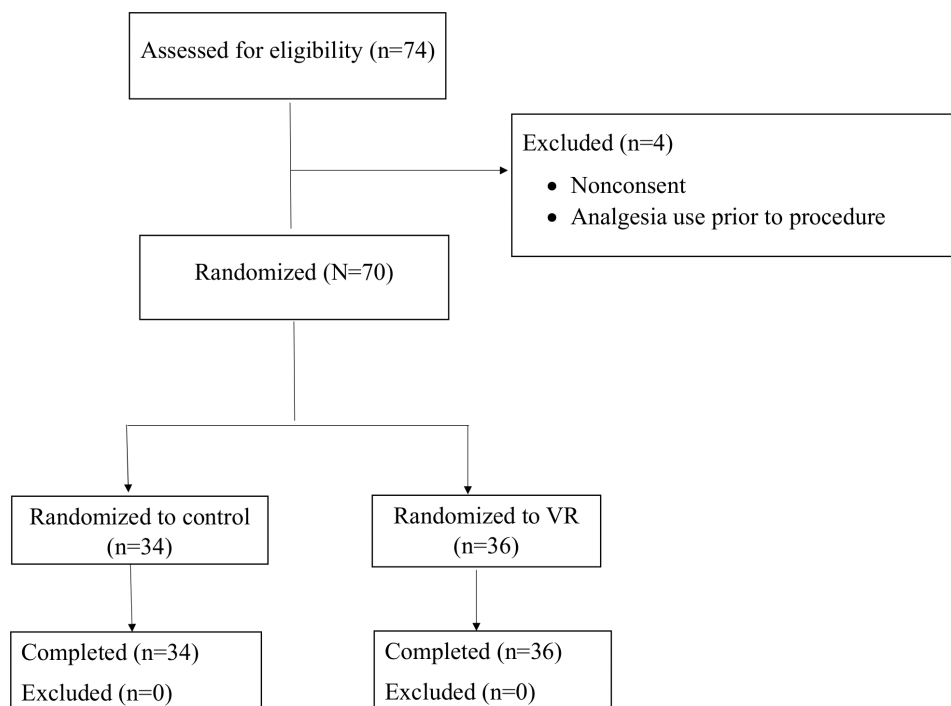 Assessed for eligibility (n=74)
Excluded (n=4)
• Nonconsent
• Analgesia use prior to procedure
Randomized (N=70)
Randomized to control
(n=34)
Randomized to VR
(n=36)
Completed (n=34)
Excluded (n=0)
Completed (n=36)
Excluded (n=0)